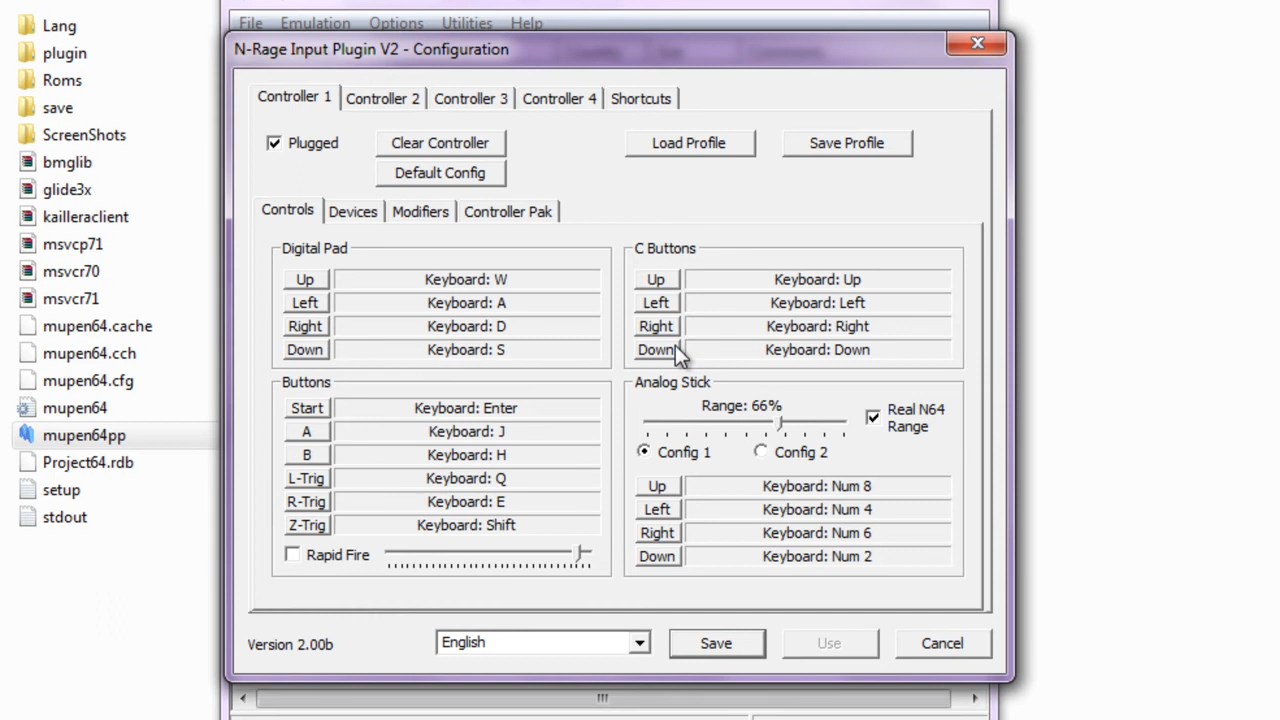 Lang
plugin
Roms
save
ScreenShots
bmglib
glide3x
kailleraclient
msvcp71
msvcr70
msvcr71
mupen64.cache
mupen64.cch
mupen64.cfg
mupen64
mupen64pp
Project64.rdb
setup
stdout
File Emulation Options Utilities Help
N-Rage Input Plugin V2 - Configuration
Controller 1 Controller 2 Controller 3 Controller 4 Shortcuts
Plugged Clear Controller Load Profile Save Profile
Default Config
Controls Devices Modifiers Controller Pak
Digital Pad
Up Keyboard: W
Left Keyboard: A
Right Keyboard: D
Down Keyboard: S
C Buttons
Up Keyboard: Up
Left Keyboard: Left
Right Keyboard: Right
Down Keyboard: Down
Buttons
Start Keyboard: Enter
A Keyboard: J
B Keyboard: H
L-Trig Keyboard: Q
R-Trig Keyboard: E
Z-Trig Keyboard: Shift
Rapid Fire
Analog Stick
Range: 66%
Real N64
Range
Config 1 Config 2
Up Keyboard: Num 8
Left Keyboard: Num 4
Right Keyboard: Num 6
Down Keyboard: Num 2
Version 2.00b English Save Use Cancel